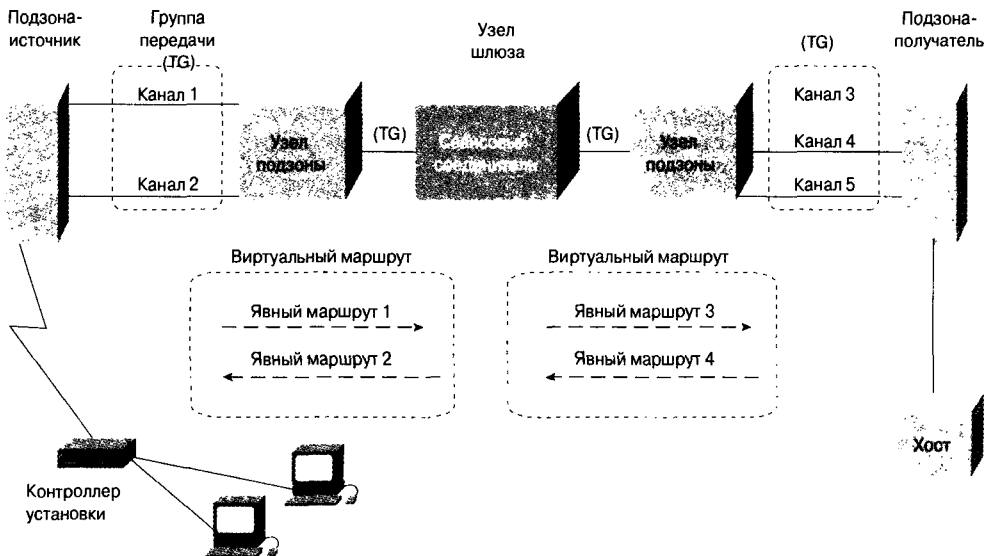 Подзона-
источник
Группа
передачи
(TG)
Узел
шлюза
(TG)
Подзона-
получатель
Канал 1
Канал 2
Узел
подзоны
(TG)
(TG)
Узел
подзоны
Канал 3
Канал 4
Канал 5
Виртуальный маршрут
Явный маршрут 1
Явный маршрут 2
Виртуальный маршрут
Явный маршрут 3
Явный маршрут 4
Контроллер
установки
Хост